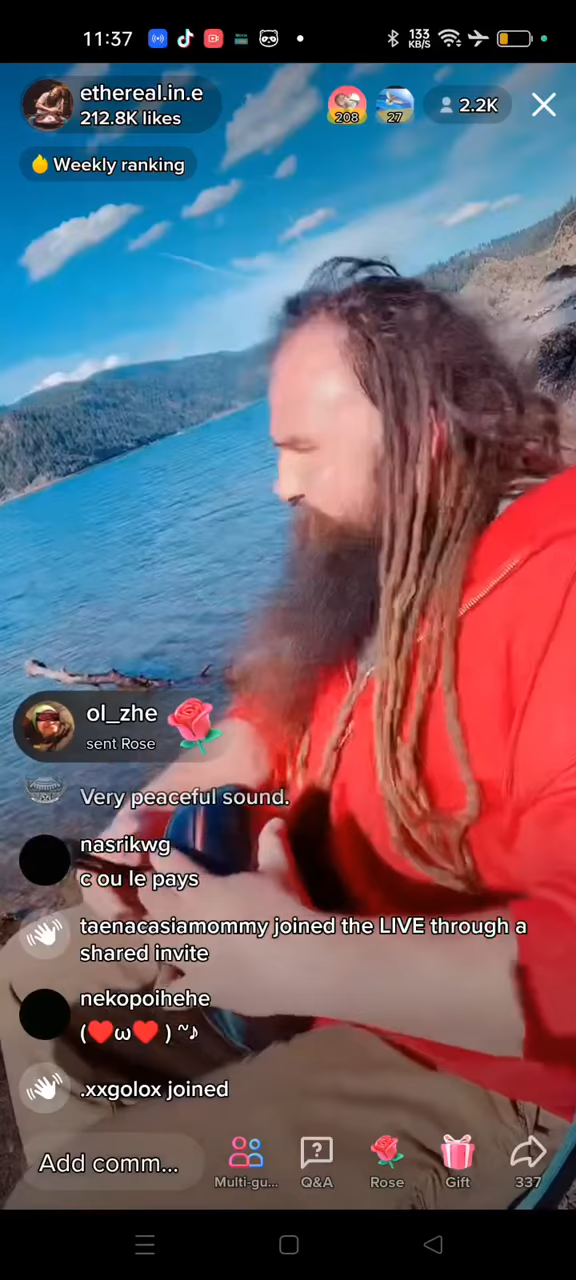 11:37
133
KB/S
ethereal.in.e
212.8K likes
208
27
2.2K
Weekly ranking
ol_zhe
sent Rose
Very peaceful sound.
nasrikwg
c ou le pays
taenacasiamommy joined the LIVE through a
shared invite
nekopoihehe
(♥️ω♥️ ) ~♪
.xxgolox joined
Add comm...
Multi-gu...
Q&A
Rose
Gift
337